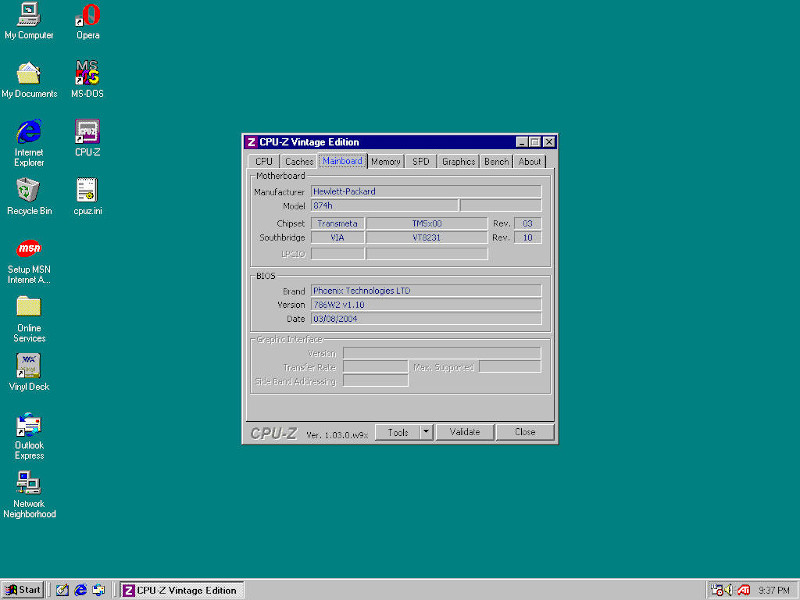 My Computer
Opera
My Documents
MS-DOS
Internet
Explorer
CPU-Z
Recycle Bin
cpuz.ini
msn
Setup MSN
Internet A...
Online
Services
Vinyl Deck
Outlook
Express
Network
Neighborhood
CPU-Z Vintage Edition
CPU Caches Mainboard Memory SPD Graphics Bench About
Motherboard
Manufacturer Hewlett-Packard
Model 874h
Chipset Transmeta TM5x00 Rev. 03
Southbridge VIA VT8231 Rev. 10
LPCIO
BIOS
Brand Phoenix Technologies LTD
Version 786W2 v1.10
Date 03/08/2004
Graphic Interface
Version
Transfer Rate Max. Supported
Side Band Addressing
CPU-Z Ver. 1.03.0.w9x Tools Validate Close
Start CPU-Z Vintage Edition 9:37 PM